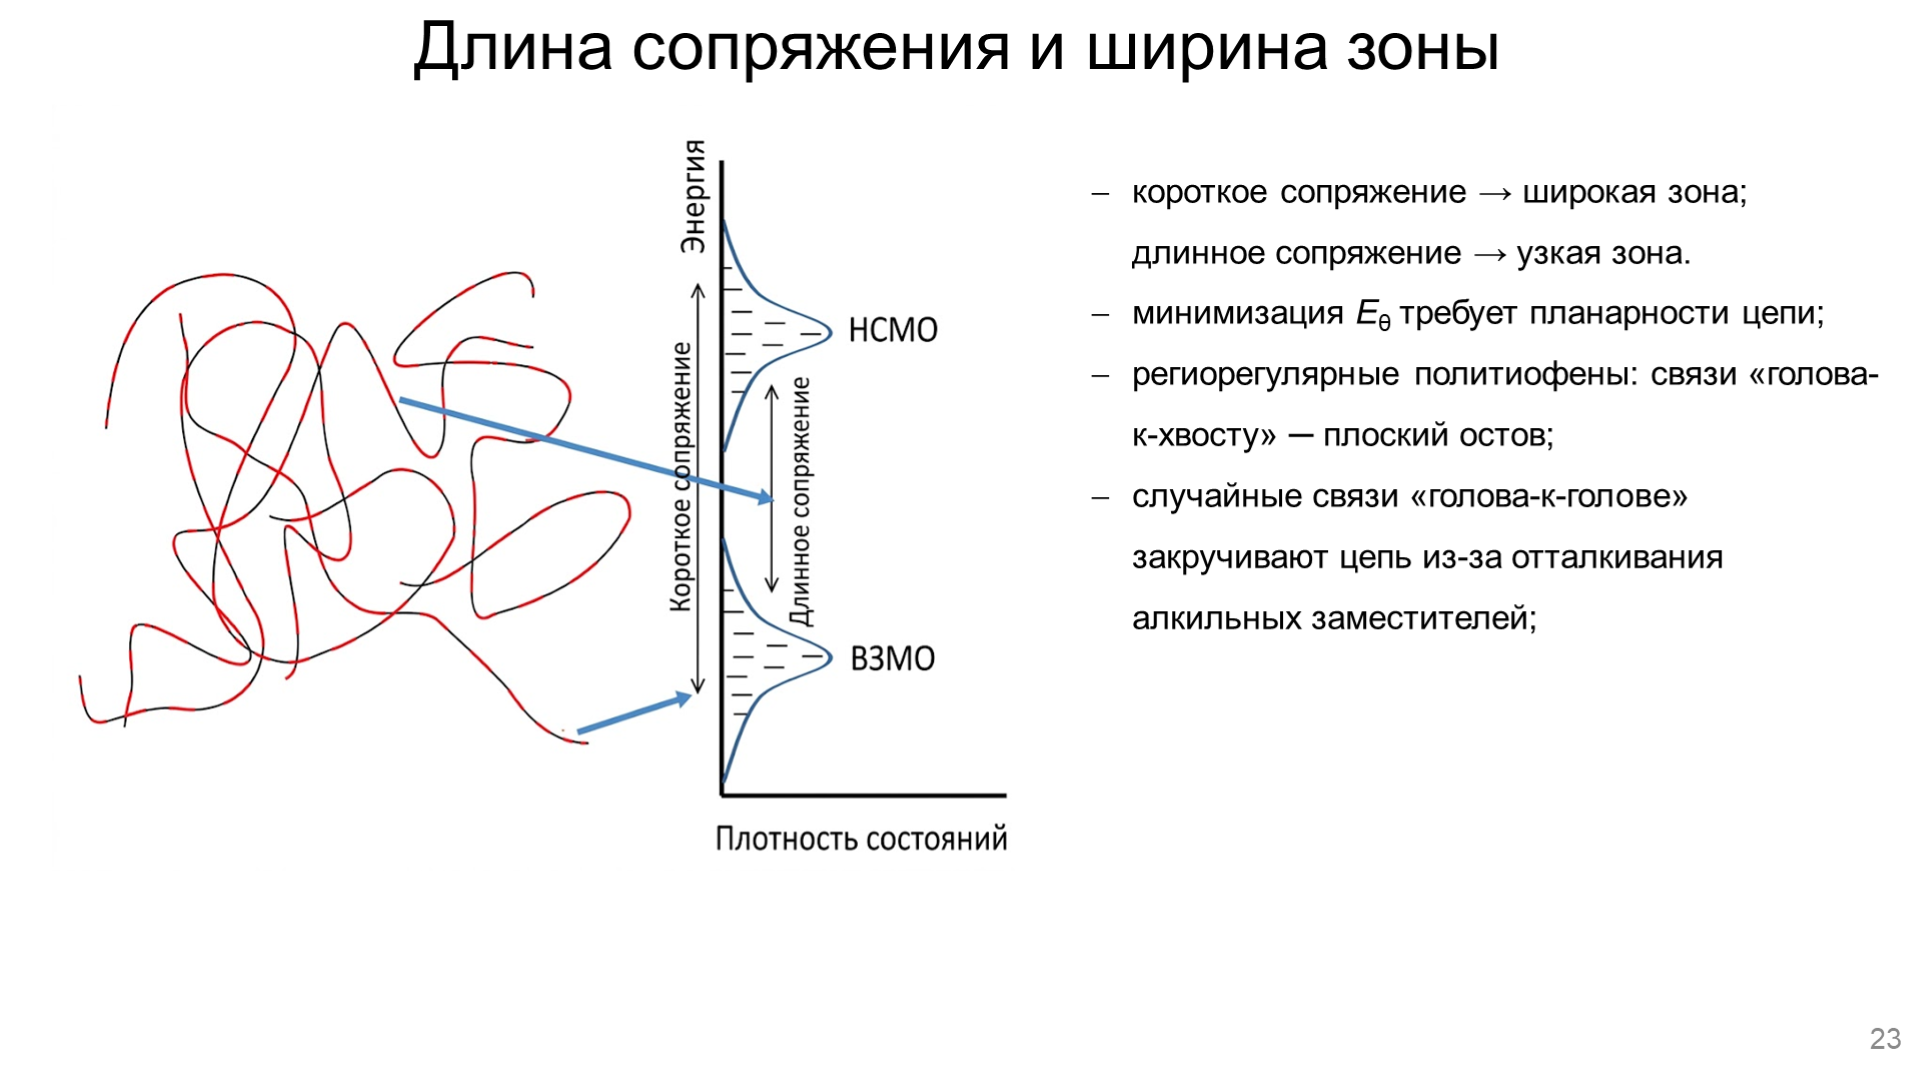 Длина сопряжения и ширина зоны
Энергия
Короткое сопряжение
Длинное сопряжение
НСМО
ВЗМО
Плотность состояний
– короткое сопряжение → широкая зона;
длинное сопряжение → узкая зона.
– минимизация Eθ требует планарности цепи;
– региорегулярные политиофены: связи «голова-
к-хвосту» — плоский остов;
– случайные связи «голова-к-голове»
закручивают цепь из-за отталкивания
алкильных заместителей;
23